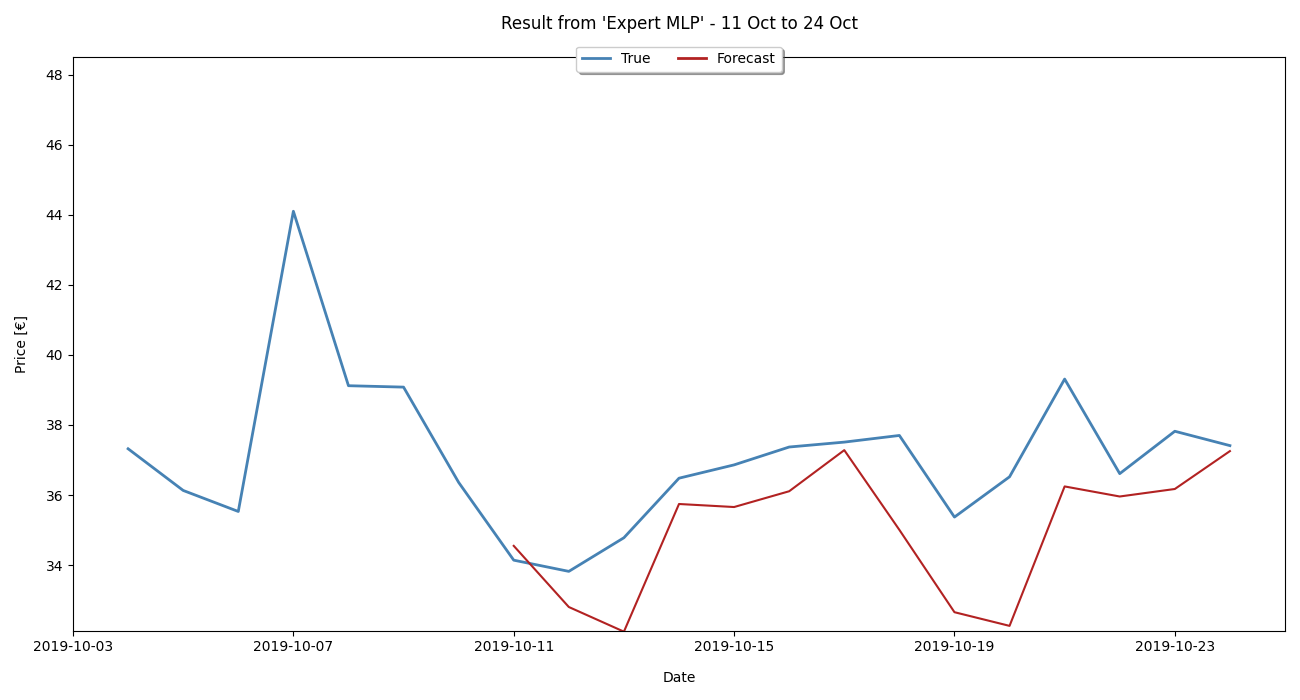 Result from 'Expert MLP' - 11 Oct to 24 Oct
True Forecast
48
46
44
42
40
38
36
34
Price [€]
2019-10-03 2019-10-07 2019-10-11 2019-10-15 2019-10-19 2019-10-23
Date